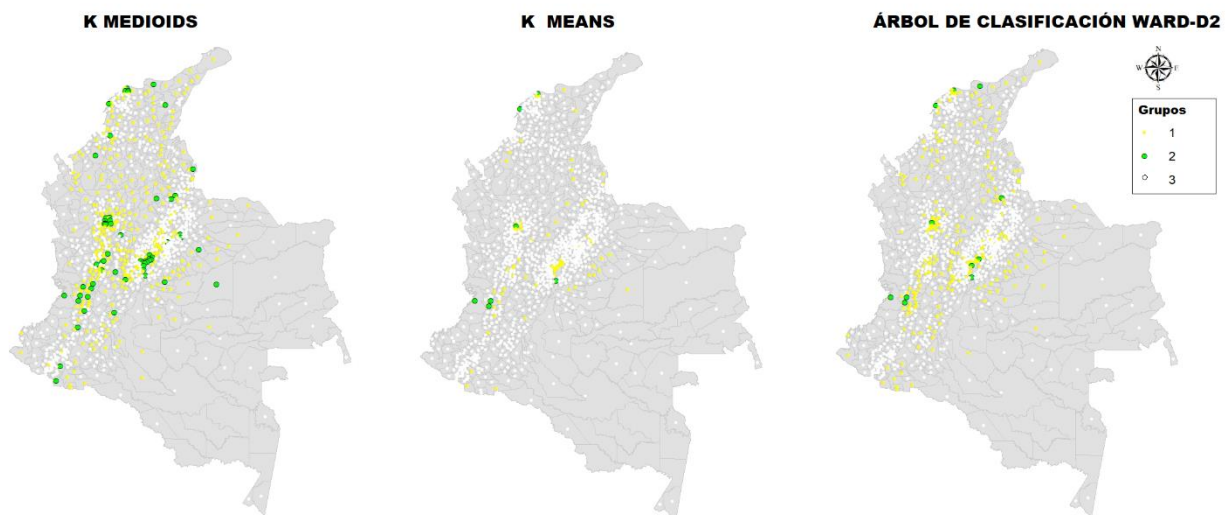 K MEDIOIDS
K MEANS
ÁRBOL DE CLASIFICACIÓN WARD-D2
N
W E
S
Grupos
1
2
3